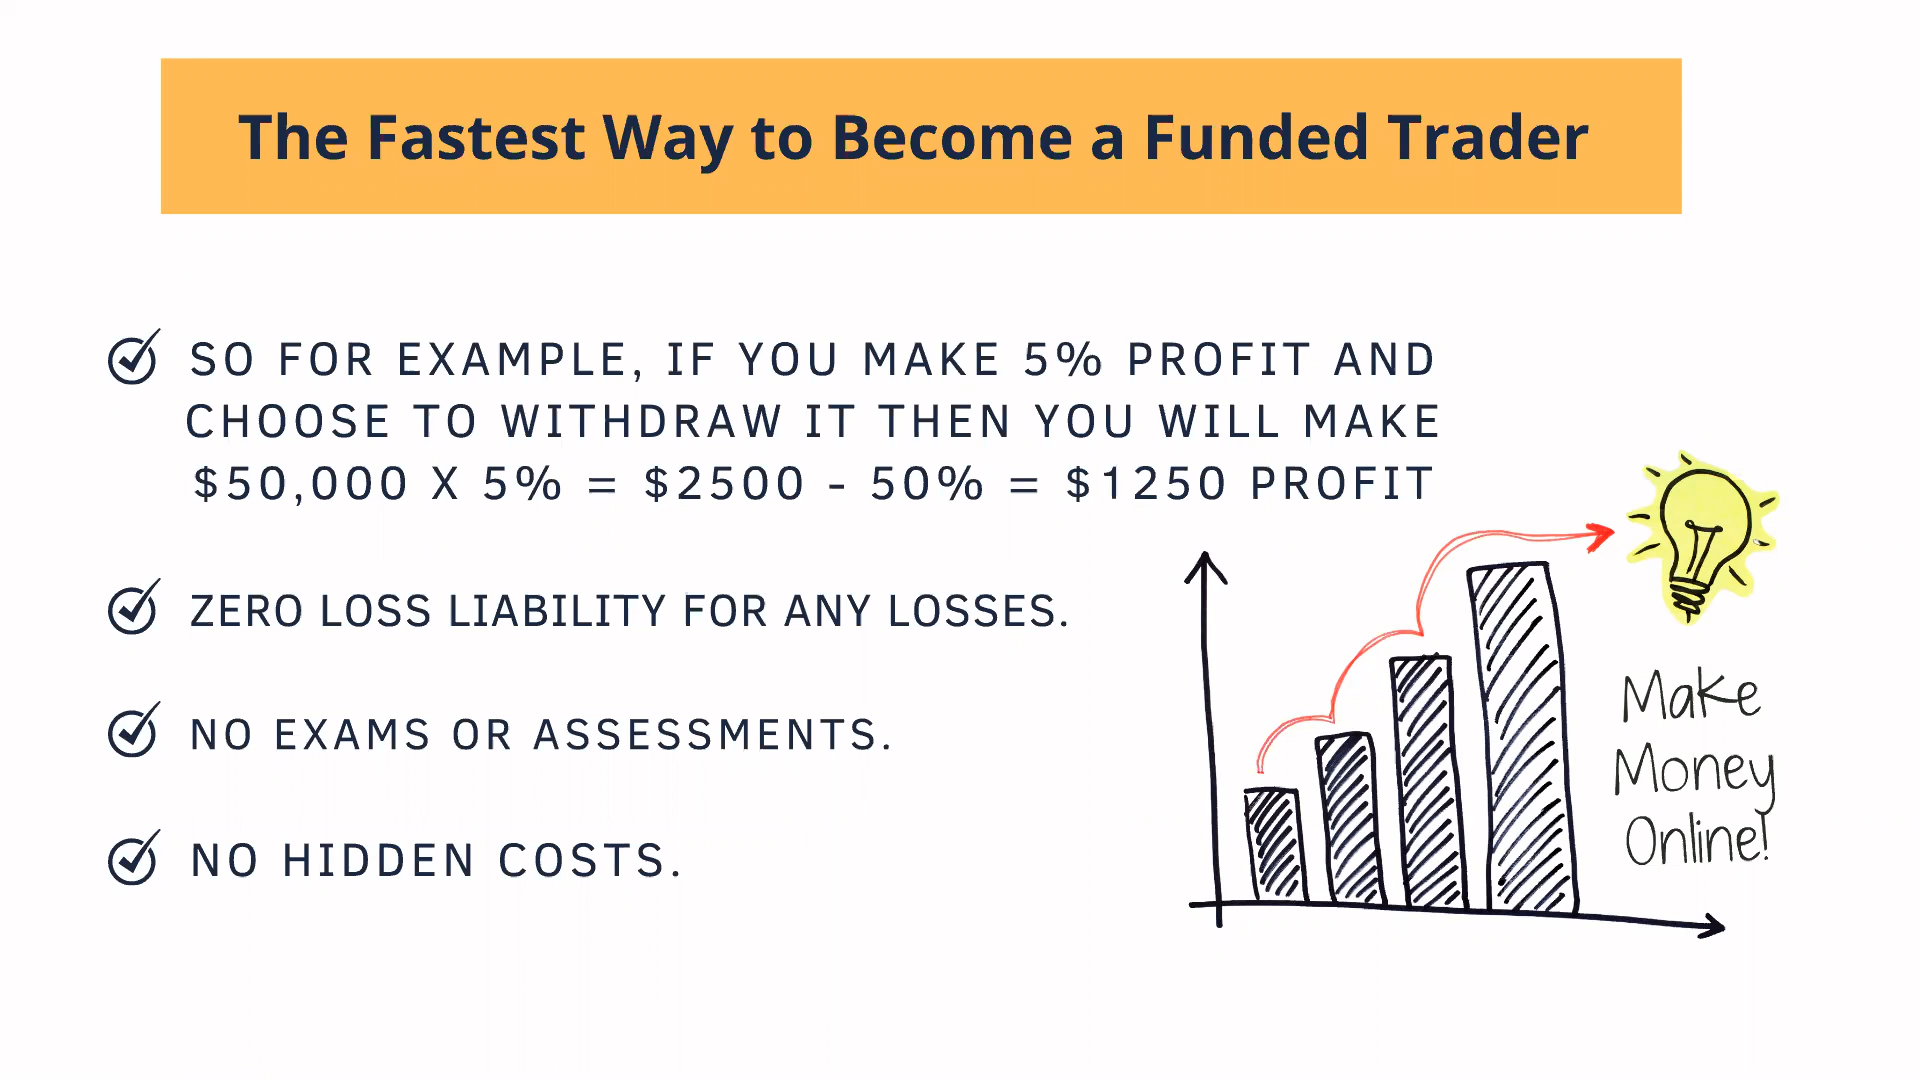 The Fastest Way to Become a Funded Trader
SO FOR EXAMPLE, IF YOU MAKE 5% PROFIT AND
CHOOSE TO WITHDRAW IT THEN YOU WILL MAKE
$50,000 X 5% = $2500 - 50% = $1250 PROFIT
ZERO LOSS LIABILITY FOR ANY LOSSES.
NO EXAMS OR ASSESSMENTS.
NO HIDDEN COSTS.
Make
Money
Online!